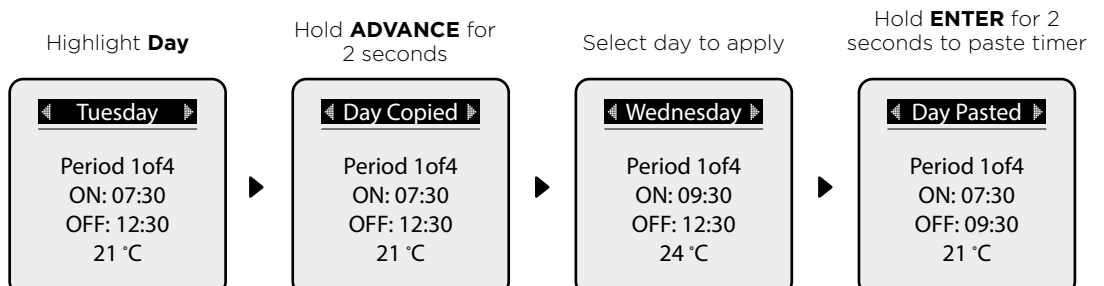 Highlight Day
Hold ADVANCE for
2 seconds
Select day to apply
Hold ENTER for 2
seconds to paste timer
Tuesday
Period 1of4
ON: 07:30
OFF: 12:30
21 °C
Day Copied
Period 1of4
ON: 07:30
OFF: 12:30
21 °C
Wednesday
Period 1of4
ON: 09:30
OFF: 12:30
24 °C
Day Pasted
Period 1of4
ON: 07:30
OFF: 09:30
21 °C